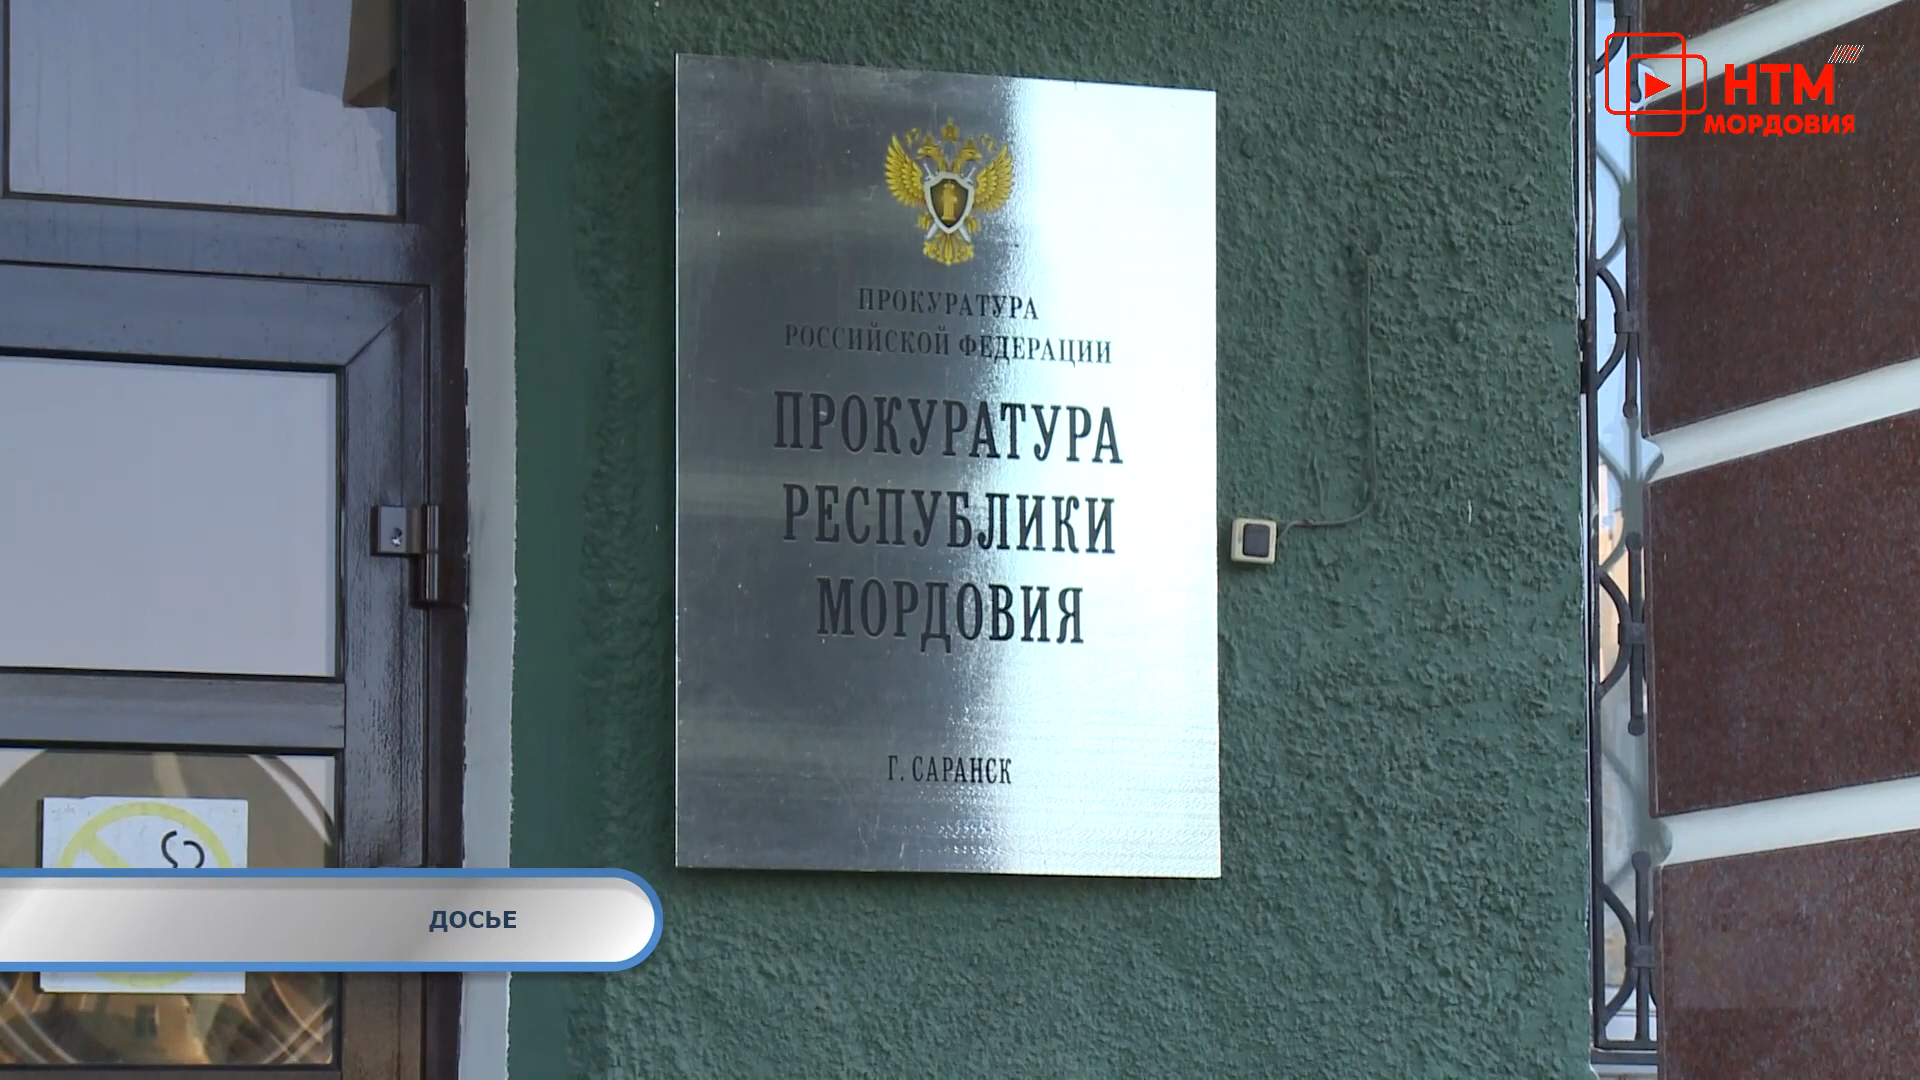 НТМ
МОРДОВИЯ
ПРОКУРАТУРА
РОССИЙСКОЙ ФЕДЕРАЦИИ
ПРОКУРАТУРА
РЕСПУБЛИКИ
МОРДОВИЯ
Г. САРАНСК
ДОСЬЕ